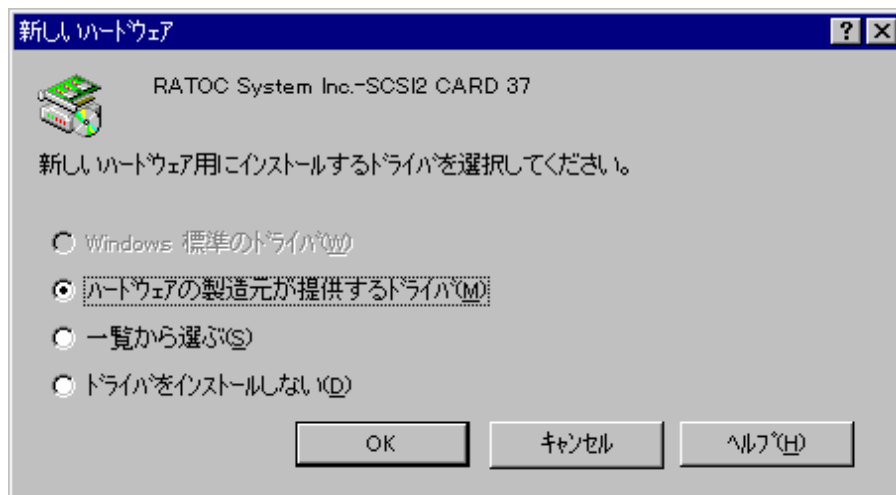 新しいハードウェア
RATOC System Inc.-SCSI2 CARD 37
新しいハードウェア用にインストールするドライバを選択してください。
Windows 標準のドライバ(W)
ハードウェアの製造元が提供するドライバ(M)
一覧から選ぶ(S)
ドライバをインストールしない(D)
OK キャンセル ヘルプ(H)